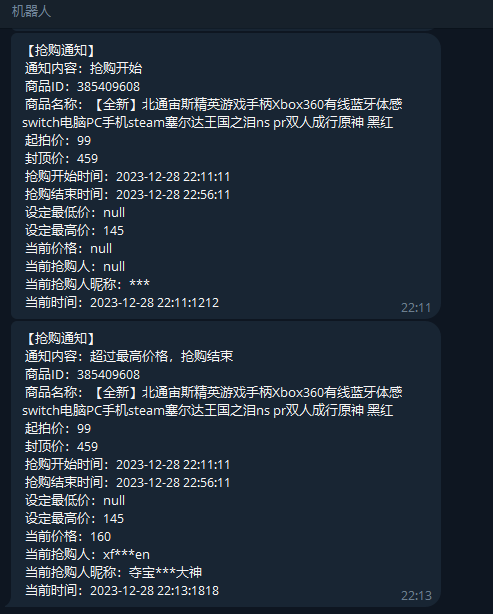 机器人
【抢购通知】
通知内容：抢购开始
商品ID：385409608
商品名称：【全新】北通宙斯精英游戏手柄Xbox360有线蓝牙体感
switch电脑PC手机steam塞尔达王国之泪ns pr双人成行原神 黑红
起拍价：99
封顶价：459
抢购开始时间：2023-12-28 22:11:11
抢购结束时间：2023-12-28 22:56:11
设定最低价：null
设定最高价：145
当前价格：null
当前抢购人：null
当前抢购人昵称：***
当前时间：2023-12-28 22:11:1212
22:11
【抢购通知】
通知内容：超过最高价格，抢购结束
商品ID：385409608
商品名称：【全新】北通宙斯精英游戏手柄Xbox360有线蓝牙体感
switch电脑PC手机steam塞尔达王国之泪ns pr双人成行原神 黑红
起拍价：99
封顶价：459
抢购开始时间：2023-12-28 22:11:11
抢购结束时间：2023-12-28 22:56:11
设定最低价：null
设定最高价：145
当前价格：160
当前抢购人：xf***en
当前抢购人昵称：夺宝***大神
当前时间：2023-12-28 22:13:1818
22:13